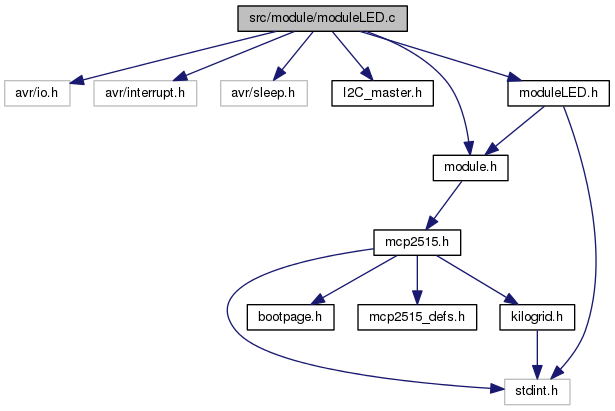 src/module/moduleLED.c
avr/io.h
avr/interrupt.h
avr/sleep.h
I2C_master.h
moduleLED.h
module.h
mcp2515.h
bootpage.h
mcp2515_defs.h
kilogrid.h
stdint.h